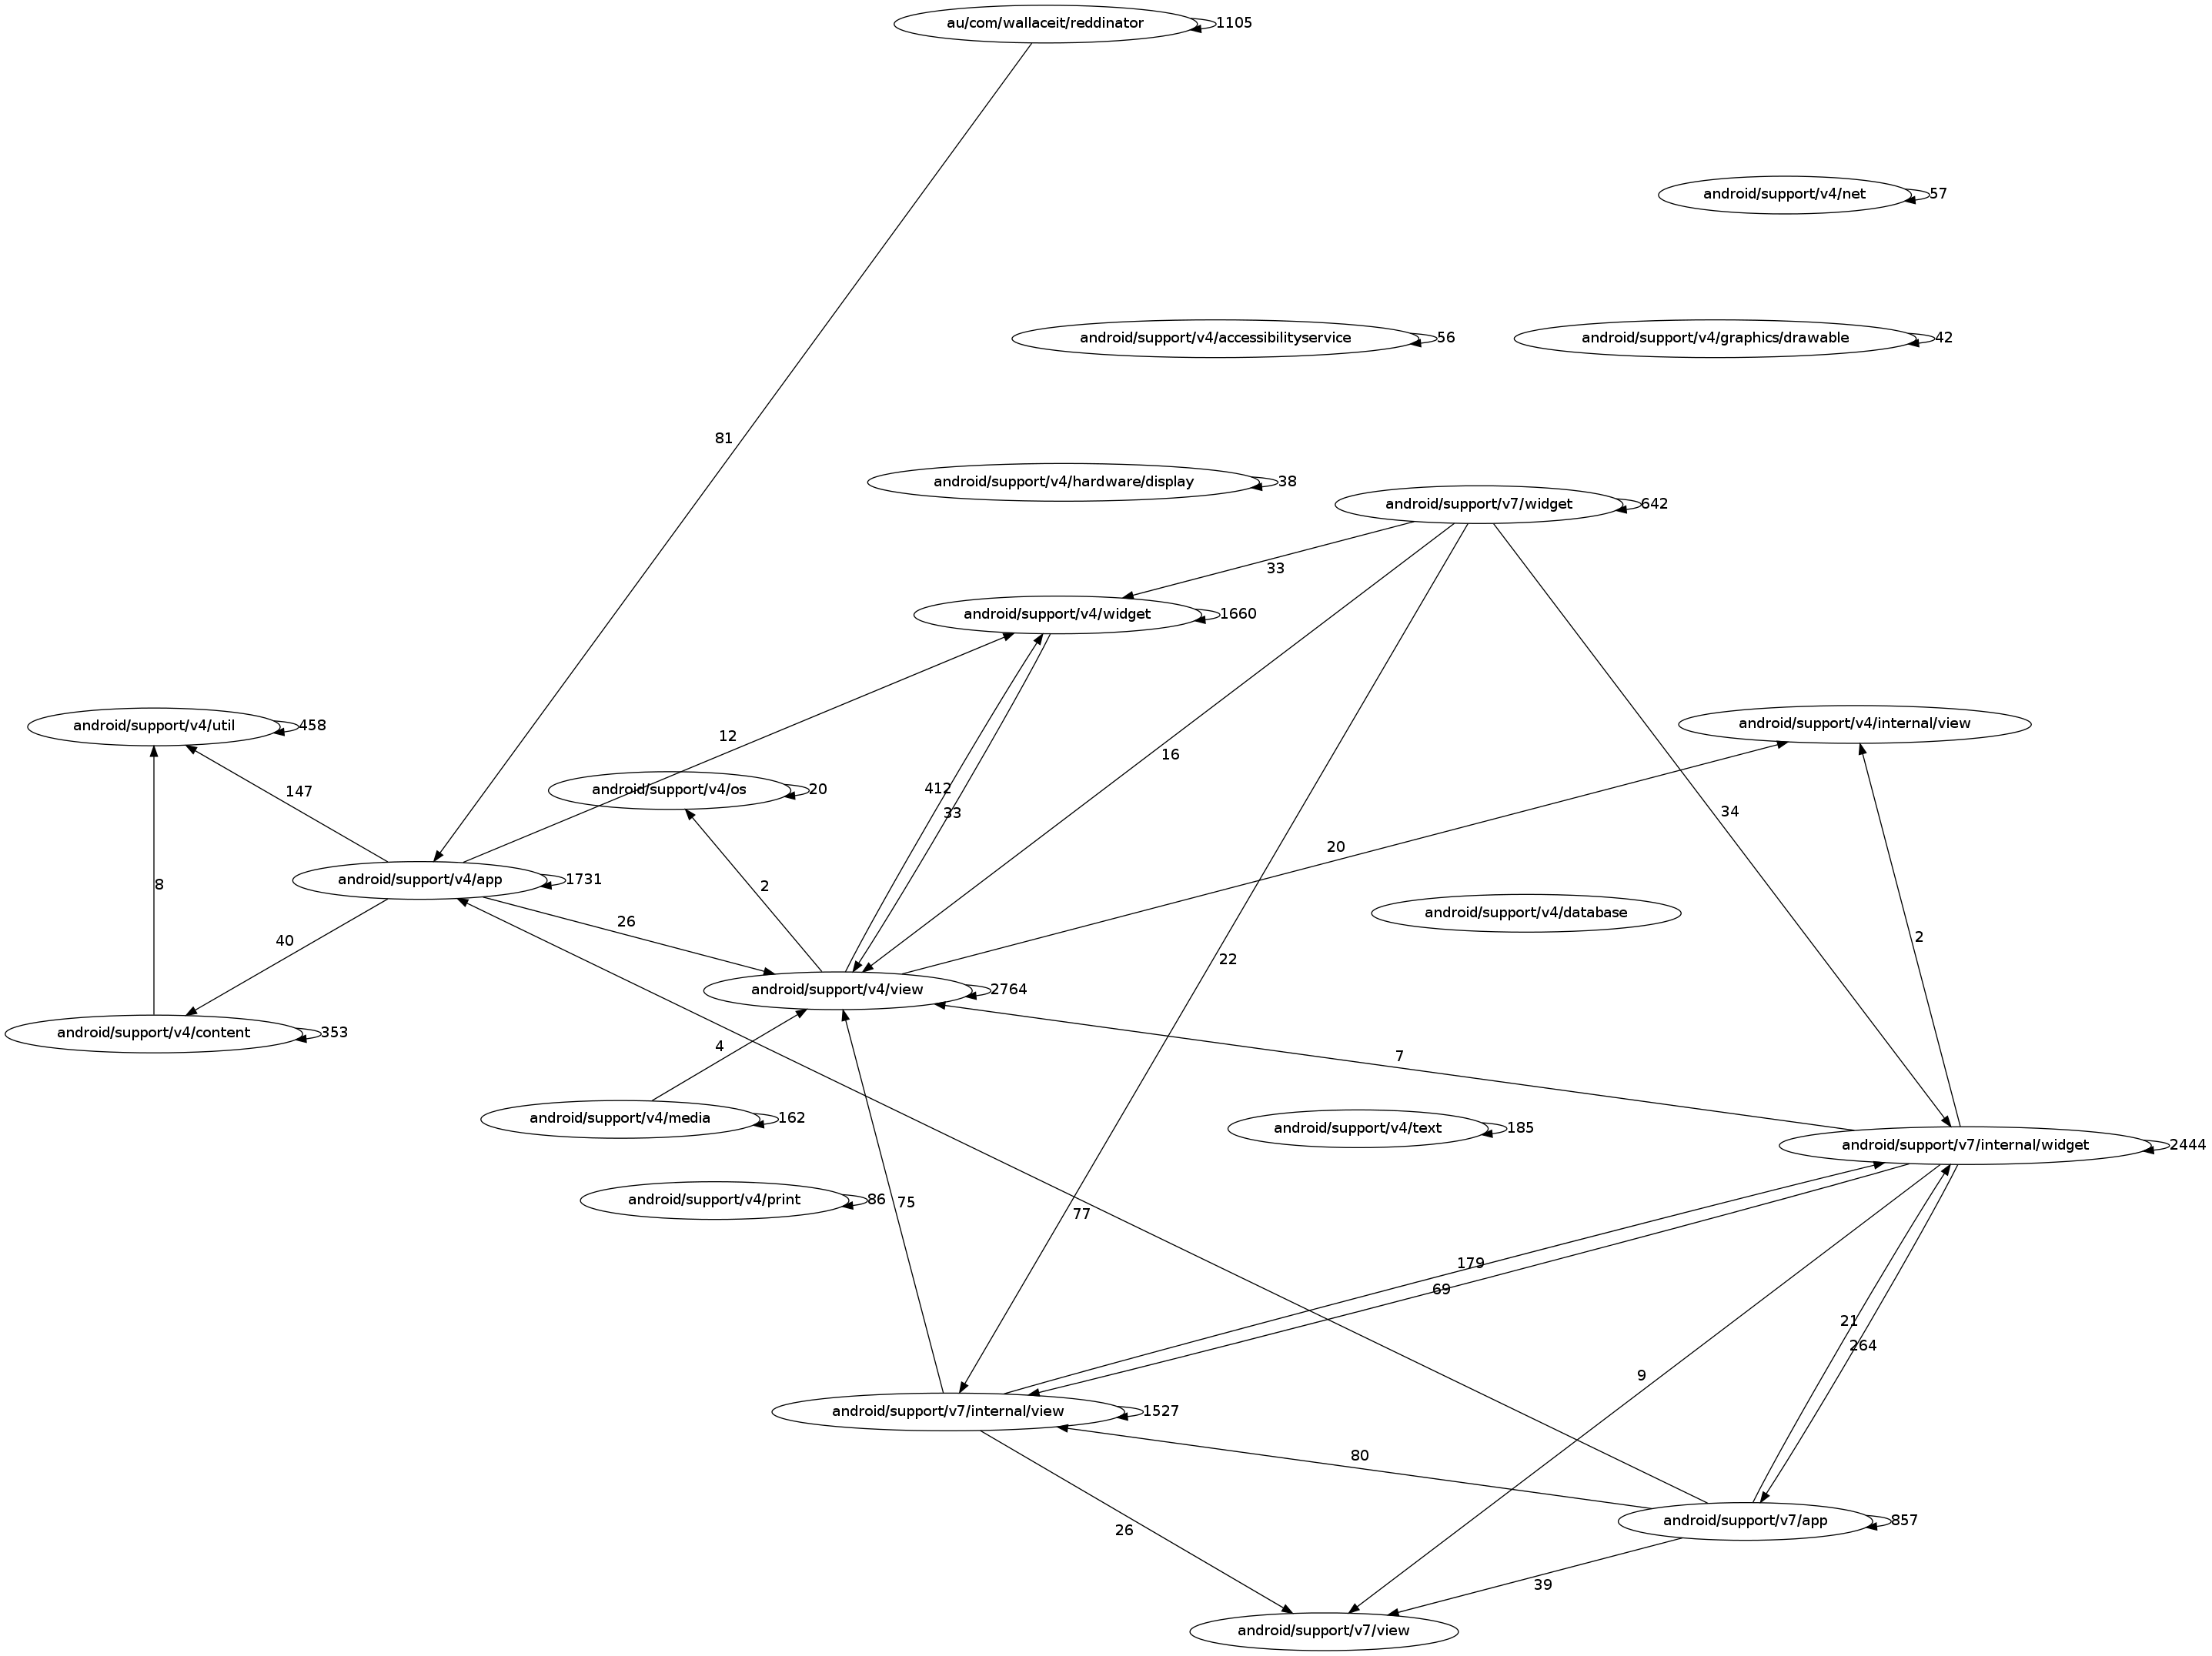 au/com/wallaceit/reddinator
1105
android/support/v4/net
57
android/support/v4/accessibilityservice
56
android/support/v4/graphics/drawable
42
81
android/support/v4/hardware/display
38
android/support/v7/widget
642
33
android/support/v4/widget
1660
android/support/v4/util
458
android/support/v4/internal/view
12
16
147
android/support/v4/os
20
412
33
34
20
android/support/v4/app
1731
8
2
26
android/support/v4/database
40
2
22
android/support/v4/view
2764
android/support/v4/content
353
4
7
android/support/v4/media
162
android/support/v4/text
185
android/support/v7/internal/widget
2444
android/support/v4/print
86
75
77
179
69
21
264
9
android/support/v7/internal/view
1527
80
26
android/support/v7/app
857
39
android/support/v7/view